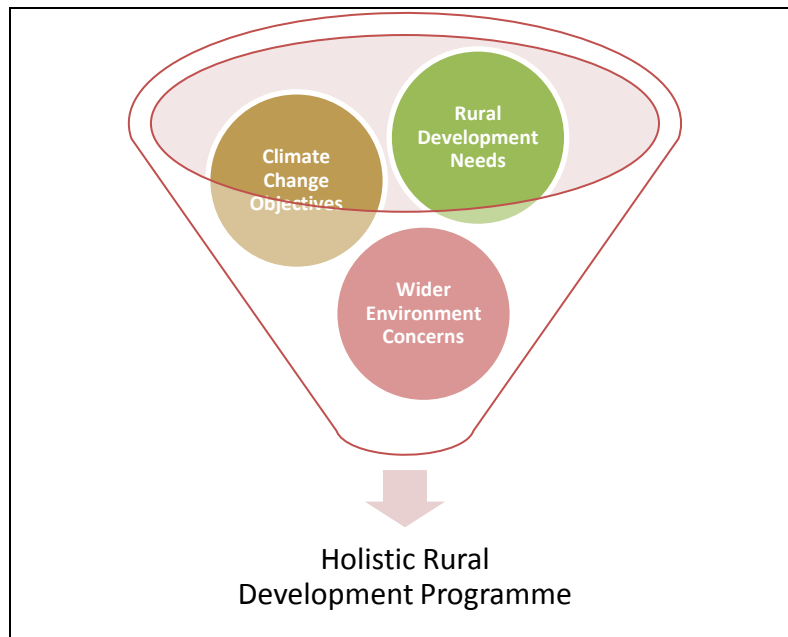 Rural
Development
Needs
Climate
Change
Objectives
Wider
Environment
Concerns
Holistic Rural
Development Programme